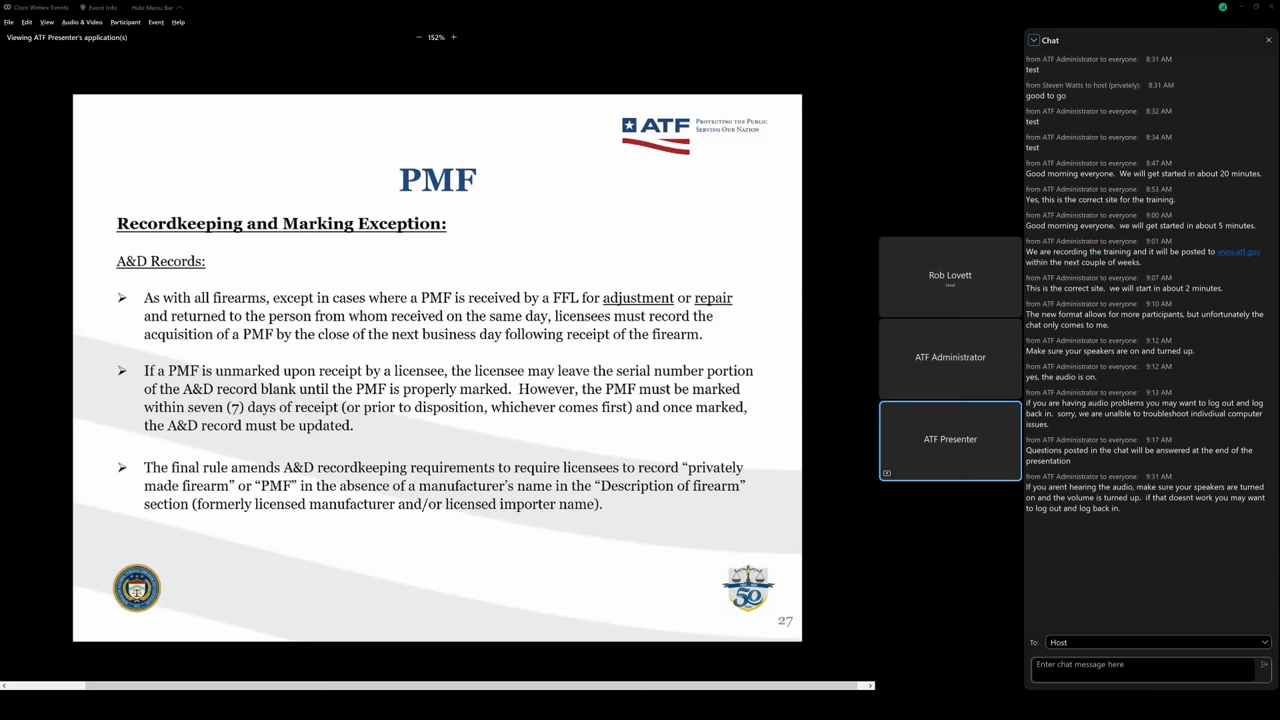 Cisco Webex Events
Event Info
Hide Menu Bar
File Edit View Audio & Video Participant Event Help
Viewing ATF Presenter's application(s)
152%
ATF
Protecting the Public
Serving Our Nation
PMF
Recordkeeping and Marking Exception:
A&D Records:
As with all firearms, except in cases where a PMF is received by a FFL for adjustment or repair
and returned to the person from whom received on the same day, licensees must record the
acquisition of a PMF by the close of the next business day following receipt of the firearm.
If a PMF is unmarked upon receipt by a licensee, the licensee may leave the serial number portion
of the A&D record blank until the PMF is properly marked. However, the PMF must be marked
within seven (7) days of receipt (or prior to disposition, whichever comes first) and once marked,
the A&D record must be updated.
The final rule amends A&D recordkeeping requirements to require licensees to record “privately
made firearm” or “PMF” in the absence of a manufacturer’s name in the “Description of firearm”
section (formerly licensed manufacturer and/or licensed importer name).
50
27
Rob Lovett
Host
ATF Administrator
ATF Presenter
Chat
from ATF Administrator to everyone: 8:31 AM
test
from Steven Watts to host (privately): 8:31 AM
good to go
from ATF Administrator to everyone: 8:32 AM
test
from ATF Administrator to everyone: 8:34 AM
test
from ATF Administrator to everyone: 8:47 AM
Good morning everyone. We will get started in about 20 minutes.
from ATF Administrator to everyone: 8:53 AM
Yes, this is the correct site for the training.
from ATF Administrator to everyone: 9:00 AM
Good morning everyone. we will get started in about 5 minutes.
from ATF Administrator to everyone: 9:01 AM
We are recording the training and it will be posted to www.atf.gov
within the next couple of weeks.
from ATF Administrator to everyone: 9:07 AM
This is the correct site. we will start in about 2 minutes.
from ATF Administrator to everyone: 9:10 AM
The new format allows for more participants, but unfortunately the
chat only comes to me.
from ATF Administrator to everyone: 9:12 AM
Make sure your speakers are on and turned up.
from ATF Administrator to everyone: 9:12 AM
yes, the audio is on.
from ATF Administrator to everyone: 9:13 AM
if you are having audio problems you may want to log out and log
back in. sorry, we are unable to troubleshoot indivdiual computer
issues.
from ATF Administrator to everyone: 9:17 AM
Questions posted in the chat will be answered at the end of the
presentation
from ATF Administrator to everyone: 9:31 AM
If you arent hearing the audio, make sure your speakers are turned
on and the volume is turned up. if that doesnt work you may want
to log out and log back in.
To: Host
Enter chat message here